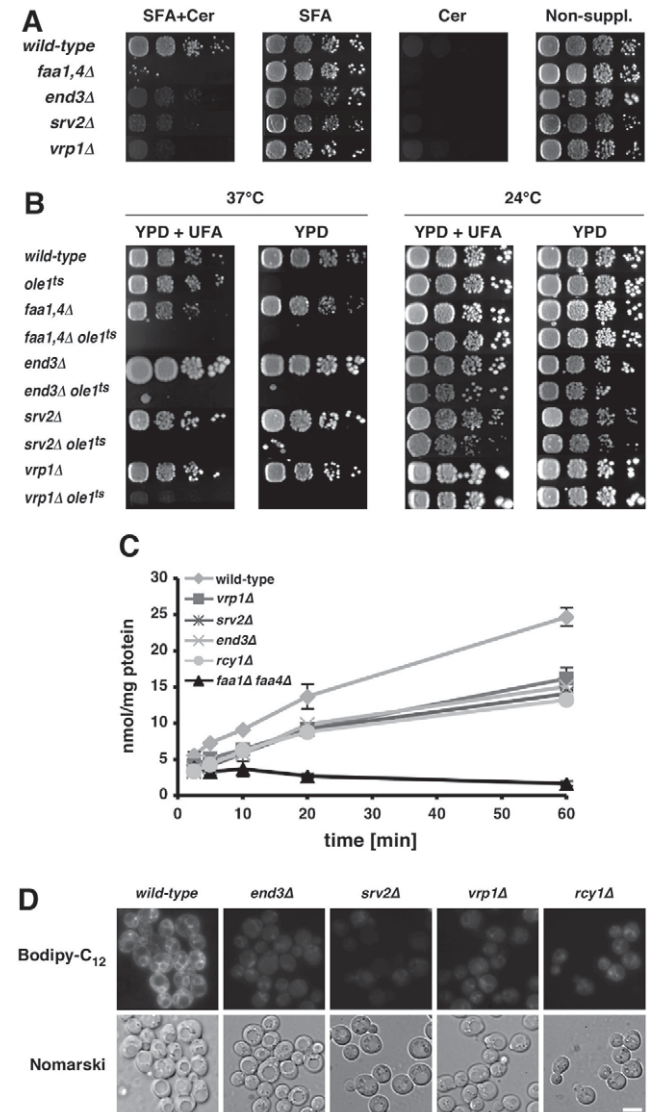 A
SFA+Cer SFA Cer Non-suppl.
wild-type
faa1,4Δ
end3Δ
srv2Δ
vrp1Δ
B
37°C 24°C
YPD + UFA YPD YPD + UFA YPD
wild-type
ole1ts
faa1,4Δ
faa1,4Δ ole1ts
end3Δ
end3Δ ole1ts
srv2Δ
srv2Δ ole1ts
vrp1Δ
vrp1Δ ole1ts
C
nmol/mg ptotein
30
25
20
15
10
5
0
wild-type
vrp1Δ
srv2Δ
end3Δ
rcy1Δ
faa1Δ faa4Δ
0 10 20 30 40 50 60
time [min]
D
wild-type end3Δ srv2Δ vrp1Δ rcy1Δ
Bodipy-C12
Nomarski